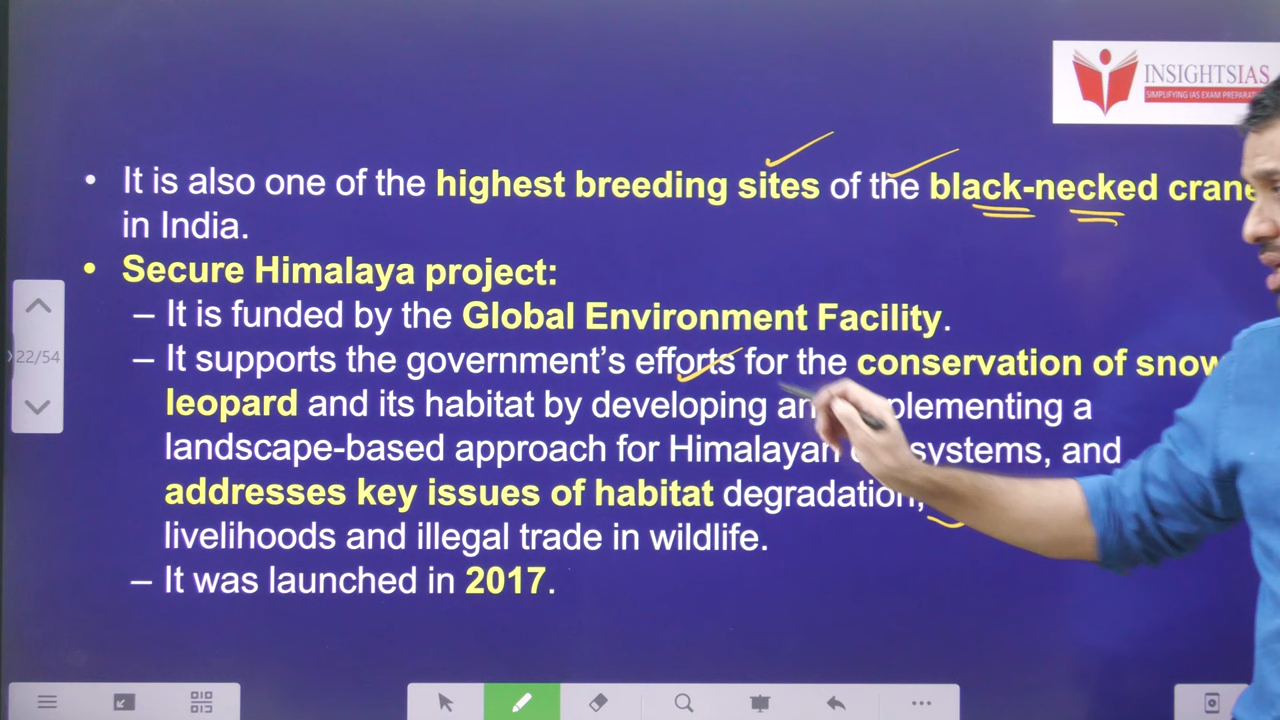 INSIGHTSIAS
SIMPLIFYING IAS EXAM
• It is also one of the highest breeding sites of the black-necked crane
in India.
• Secure Himalaya project:
– It is funded by the Global Environment Facility.
– It supports the government’s efforts for the conservation of snow
22/54
leopard and its habitat by developing a
landscape-based approach for Himalayan systems, and
addresses key issues of habitat degradation,
livelihoods and illegal trade in wildlife.
– It was launched in 2017.